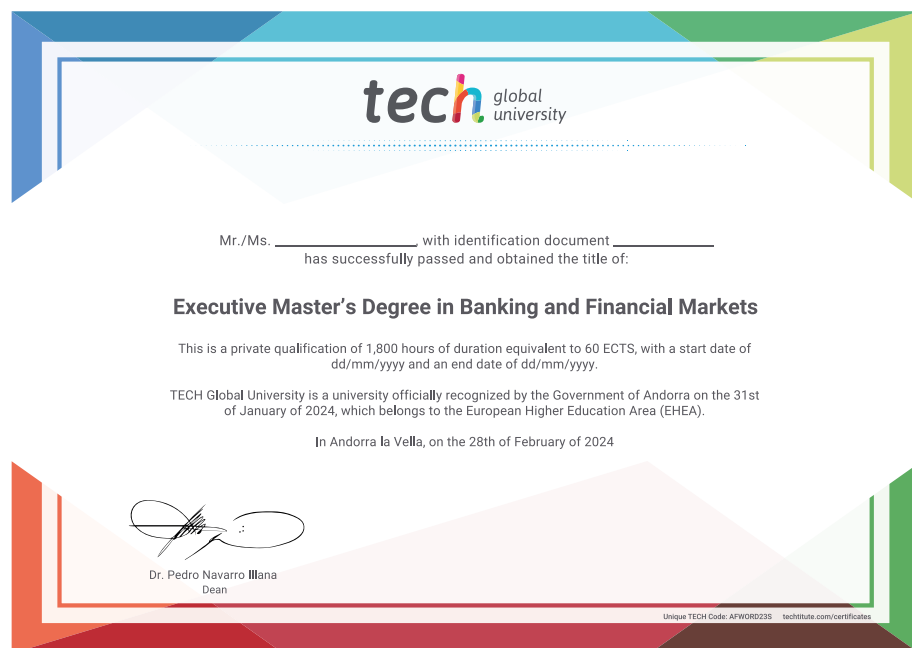 tech global
university
Mr./Ms. ____________, with identification document ____________
has successfully passed and obtained the title of:
Executive Master's Degree in Banking and Financial Markets
This is a private qualification of 1,800 hours of duration equivalent to 60 ECTS, with a start date of
dd/mm/yyyy and an end date of dd/mm/yyyy.
TECH Global University is a university officially recognized by the Government of Andorra on the 31st
of January of 2024, which belongs to the European Higher Education Area (EHEA).
In Andorra la Vella, on the 28th of February of 2024
Dr. Pedro Navarro Illana
Dean
Unique TECH Code: AFWORD23S techtitute.com/certificates